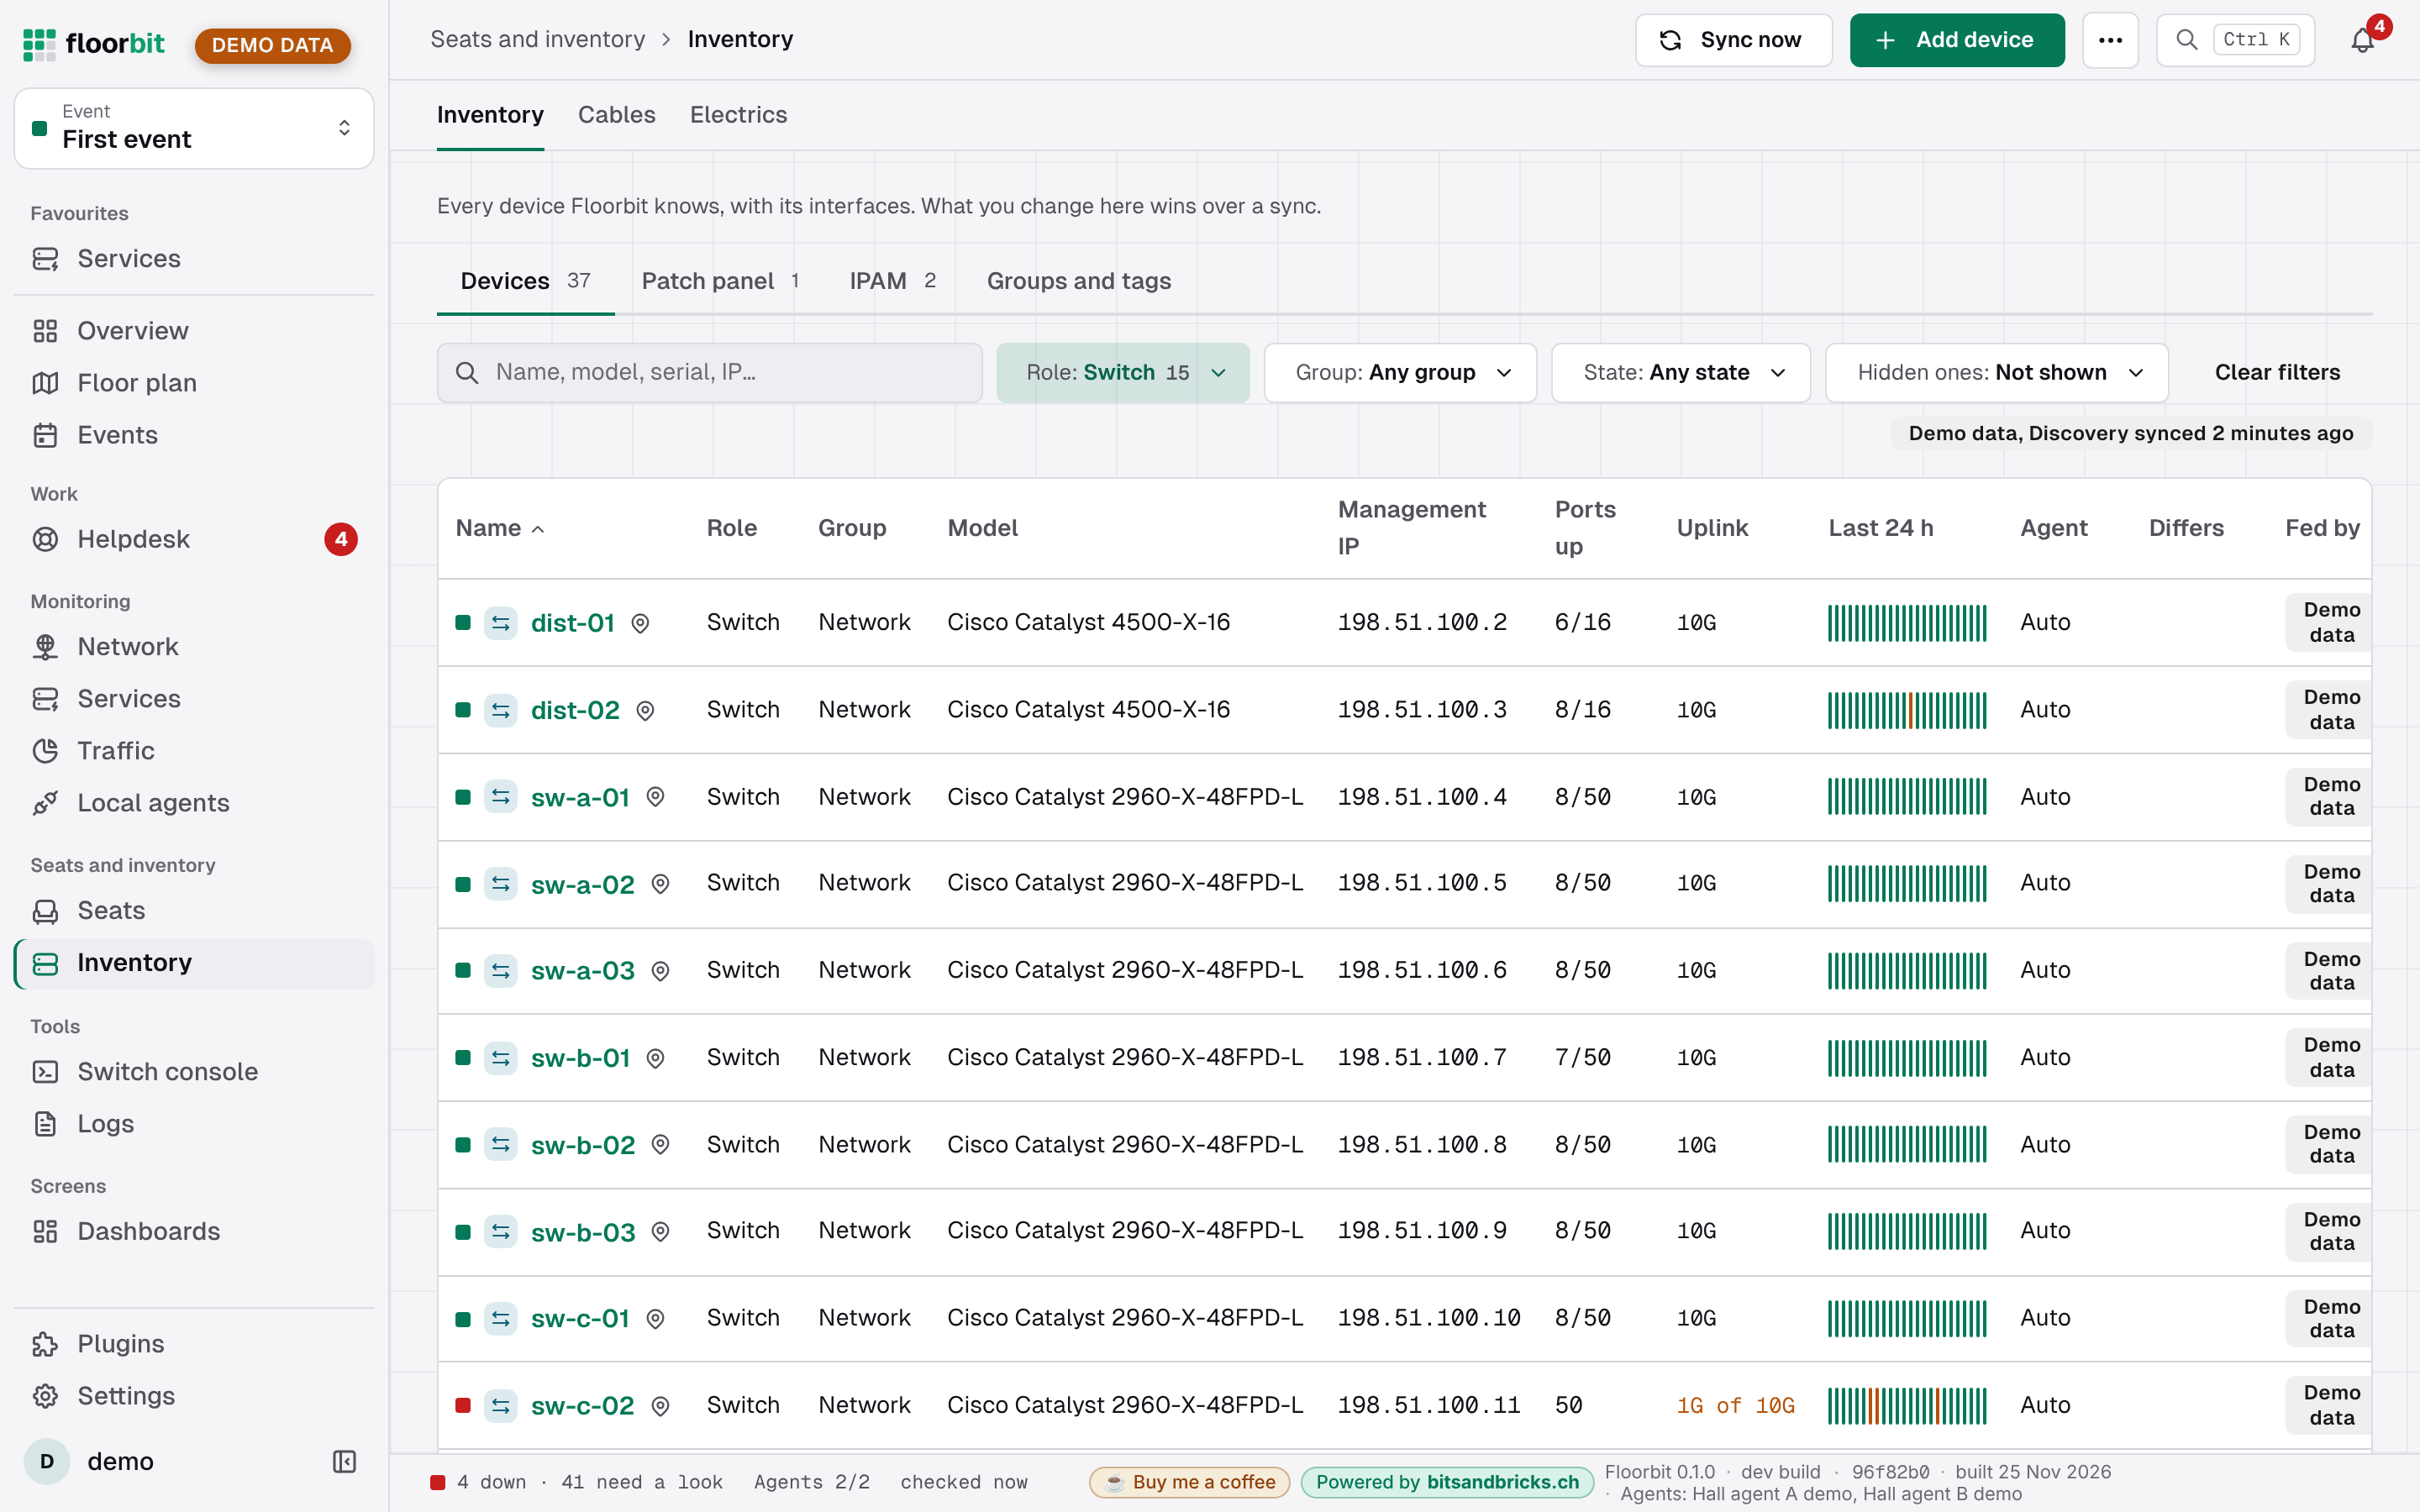 floorbit DEMO DATA
Event
First event
Favourites
Services
Overview
Floor plan
Events
Work
Helpdesk 4
Monitoring
Network
Services
Traffic
Local agents
Seats and inventory
Seats
Inventory
Tools
Switch console
Logs
Screens
Dashboards
Plugins
Settings
D demo
Seats and inventory > Inventory
Sync now
+ Add device
Ctrl K
4
Inventory Cables Electrics
Every device Floorbit knows, with its interfaces. What you change here wins over a sync.
Devices 37 Patch panel 1 IPAM 2 Groups and tags
Name, model, serial, IP… Role: Switch 15 Group: Any group State: Any state Hidden ones: Not shown Clear filters
Demo data, Discovery synced 2 minutes ago
Name Role Group Model Management IP Ports up Uplink Last 24 h Agent Differs Fed by
dist-01 Switch Network Cisco Catalyst 4500-X-16 198.51.100.2 6/16 10G Auto Demo data
dist-02 Switch Network Cisco Catalyst 4500-X-16 198.51.100.3 8/16 10G Auto Demo data
sw-a-01 Switch Network Cisco Catalyst 2960-X-48FPD-L 198.51.100.4 8/50 10G Auto Demo data
sw-a-02 Switch Network Cisco Catalyst 2960-X-48FPD-L 198.51.100.5 8/50 10G Auto Demo data
sw-a-03 Switch Network Cisco Catalyst 2960-X-48FPD-L 198.51.100.6 8/50 10G Auto Demo data
sw-b-01 Switch Network Cisco Catalyst 2960-X-48FPD-L 198.51.100.7 7/50 10G Auto Demo data
sw-b-02 Switch Network Cisco Catalyst 2960-X-48FPD-L 198.51.100.8 8/50 10G Auto Demo data
sw-b-03 Switch Network Cisco Catalyst 2960-X-48FPD-L 198.51.100.9 8/50 10G Auto Demo data
sw-c-01 Switch Network Cisco Catalyst 2960-X-48FPD-L 198.51.100.10 8/50 10G Auto Demo data
sw-c-02 Switch Network Cisco Catalyst 2960-X-48FPD-L 198.51.100.11 50 1G of 10G Auto Demo data
4 down · 41 need a look Agents 2/2 checked now
Buy me a coffee
Powered by bitsandbricks.ch
Floorbit 0.1.0 · dev build · 96f82b0 · built 25 Nov 2026
· Agents: Hall agent A demo, Hall agent B demo